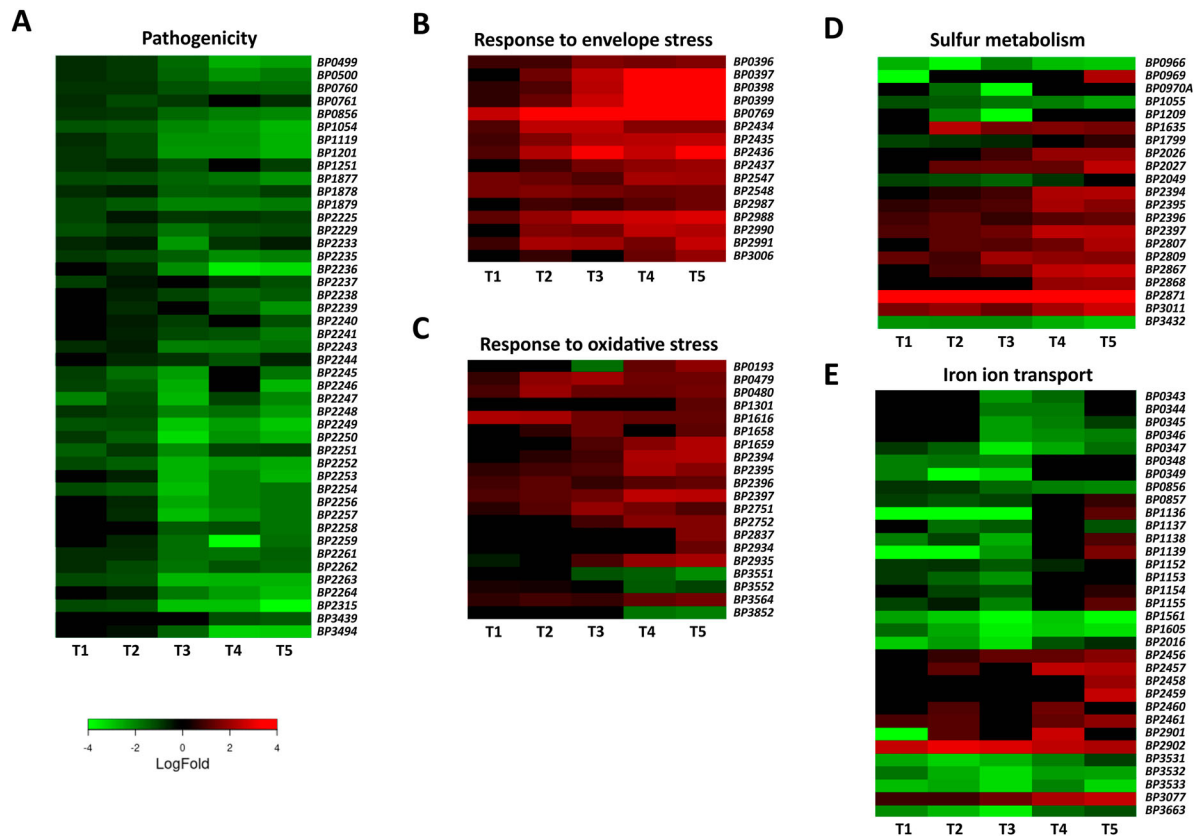 A
Pathogenicity
BP0499
BP0500
BP0760
BP0761
BP0856
BP1054
BP1119
BP1201
BP1251
BP1877
BP1878
BP1879
BP2225
BP2229
BP2233
BP2235
BP2236
BP2237
BP2238
BP2239
BP2240
BP2241
BP2243
BP2244
BP2245
BP2246
BP2247
BP2248
BP2249
BP2250
BP2251
BP2252
BP2253
BP2254
BP2256
BP2257
BP2258
BP2259
BP2261
BP2262
BP2263
BP2264
BP2315
BP3439
BP3494
T1 T2 T3 T4 T5
-4 -2 0 2 4
LogFold
B
Response to envelope stress
BP0396
BP0397
BP0398
BP0399
BP0769
BP2434
BP2435
BP2436
BP2437
BP2547
BP2548
BP2987
BP2988
BP2990
BP2991
BP3006
T1 T2 T3 T4 T5
C
Response to oxidative stress
BP0193
BP0479
BP0480
BP1301
BP1616
BP1658
BP1659
BP2394
BP2395
BP2396
BP2397
BP2751
BP2752
BP2837
BP2934
BP2935
BP3551
BP3552
BP3564
BP3852
T1 T2 T3 T4 T5
D
Sulfur metabolism
BP0966
BP0969
BP0970A
BP1055
BP1209
BP1635
BP1799
BP2026
BP2027
BP2049
BP2394
BP2395
BP2396
BP2397
BP2807
BP2809
BP2867
BP2868
BP2871
BP3011
BP3432
T1 T2 T3 T4 T5
E
Iron ion transport
BP0343
BP0344
BP0345
BP0346
BP0347
BP0348
BP0349
BP0856
BP0857
BP1136
BP1137
BP1138
BP1139
BP1152
BP1153
BP1154
BP1155
BP1561
BP1605
BP2016
BP2456
BP2457
BP2458
BP2459
BP2460
BP2461
BP2901
BP2902
BP3531
BP3532
BP3533
BP3077
BP3663
T1 T2 T3 T4 T5